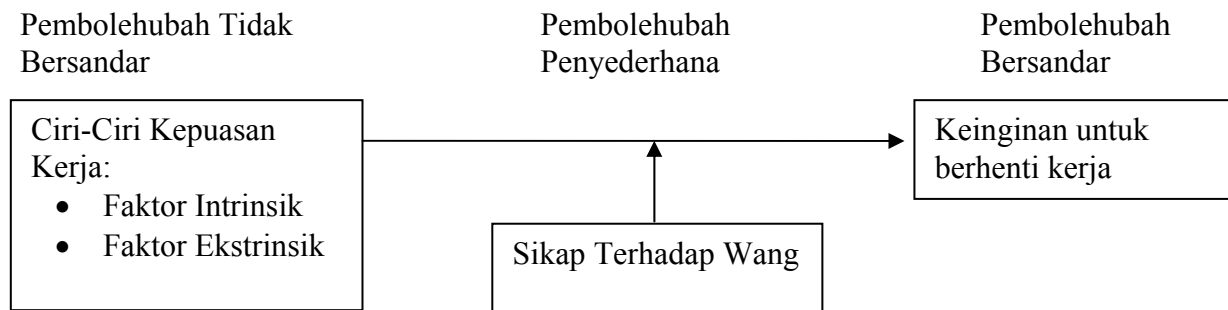 Pembolehubah Tidak
Bersandar
Pembolehubah
Penyederhana
Pembolehubah
Bersandar
Ciri-Ciri Kepuasan
Kerja:
• Faktor Intrinsik
• Faktor Ekstrinsik
Keinginan untuk
berhenti kerja
Sikap Terhadap Wang